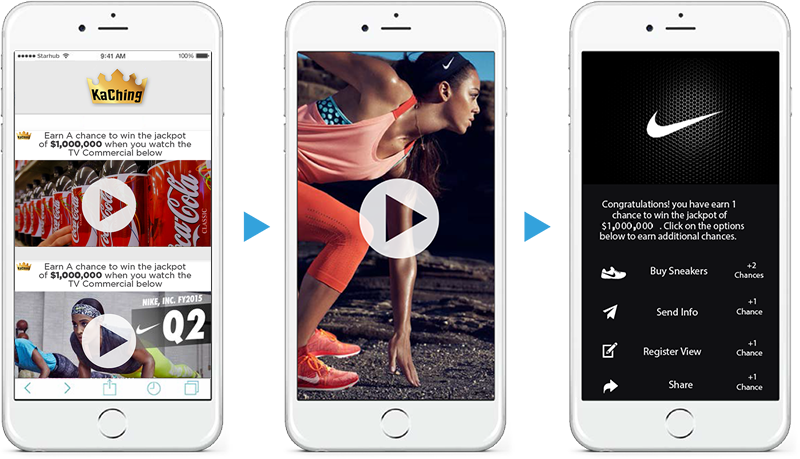 Starhub
9:41 AM
100%
KaChing
KaChing
Earn A chance to win the jackpot
of $1,000,000 when you watch the
TV Commercial below
Coca-Cola
CLASSIC
KaChing
Earn A chance to win the jackpot
of $1,000,000 when you watch the
TV Commercial below
NIKE, INC. FY2015
Q2
Congratulations! you have earn 1
chance to win the jackpot of
$1,000,000 . Click on the options
below to earn additional chances.
Buy Sneakers
+2
Chances
Send Info
+1
Chance
Register View
+1
Chance
Share
+1
Chance